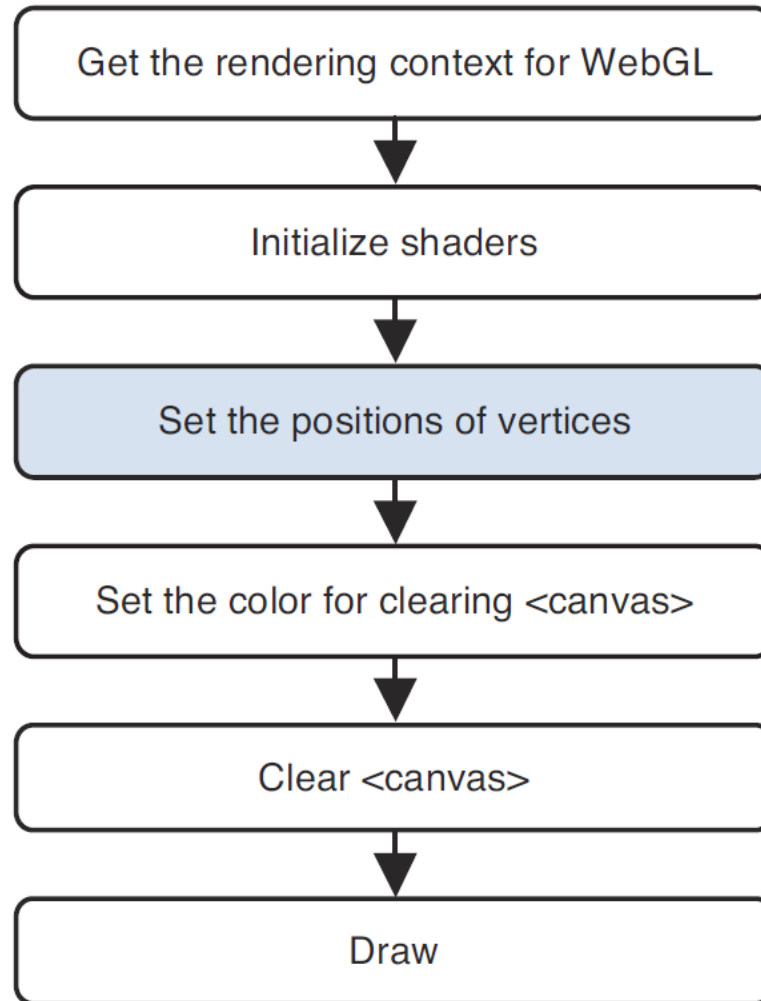 Get the rendering context for WebGL
Initialize shaders
Set the positions of vertices
Set the color for clearing <canvas>
Clear <canvas>
Draw